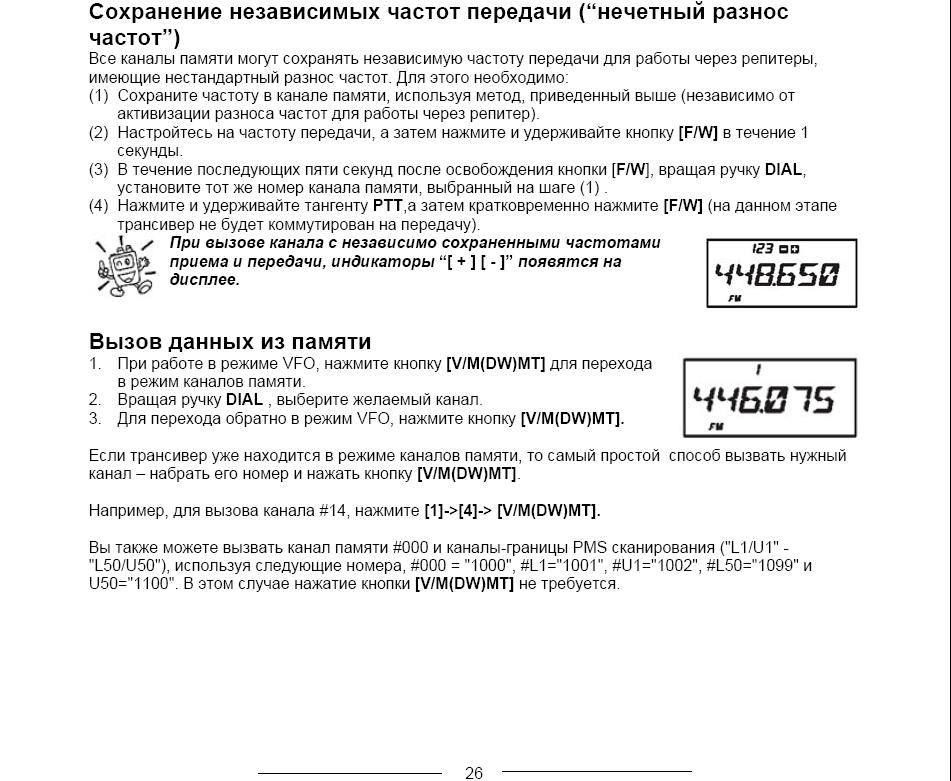 Сохранение независимых частот передачи (“нечетный разнос
частот”)
Все каналы памяти могут сохранять независимую частоту передачи для работы через репитеры,
имеющие нестандартный разнос частот. Для этого необходимо:
(1) Сохраните частоту в канале памяти, используя метод, приведенный выше (независимо от
активизации разноса частот для работы через репитер).
(2) Настройтесь на частоту передачи, а затем нажмите и удерживайте кнопку [F/W] в течение 1
секунды.
(3) В течение последующих пяти секунд после освобождения кнопки [F/W], вращая ручку DIAL,
установите тот же номер канала памяти, выбранный на шаге (1) .
(4) Нажмите и удерживайте тангенту PTT,а затем кратковременно нажмите [F/W] (на данном этапе
трансивер не будет коммутирован на передачу).
При вызове канала с независимо сохраненными частотами
приема и передачи, индикаторы “[ + ] [ - ]” появятся на
дисплее.
123 - +
448.650
FM
Вызов данных из памяти
1. При работе в режиме VFO, нажмите кнопку [V/M(DW)MT] для перехода
в режим каналов памяти.
2. Вращая ручку DIAL , выберите желаемый канал.
3. Для перехода обратно в режим VFO, нажмите кнопку [V/M(DW)MT].
1
446.075
FM
Если трансивер уже находится в режиме каналов памяти, то самый простой способ вызвать нужный
канал – набрать его номер и нажать кнопку [V/M(DW)MT].
Например, для вызова канала #14, нажмите [1]->[4]-> [V/M(DW)MT].
Вы также можете вызвать канал памяти #000 и каналы-границы PMS сканирования ("L1/U1" -
"L50/U50"), используя следующие номера, #000 = "1000", #L1="1001", #U1="1002", #L50="1099" и
U50="1100". В этом случае нажатие кнопки [V/M(DW)MT] не требуется.
26